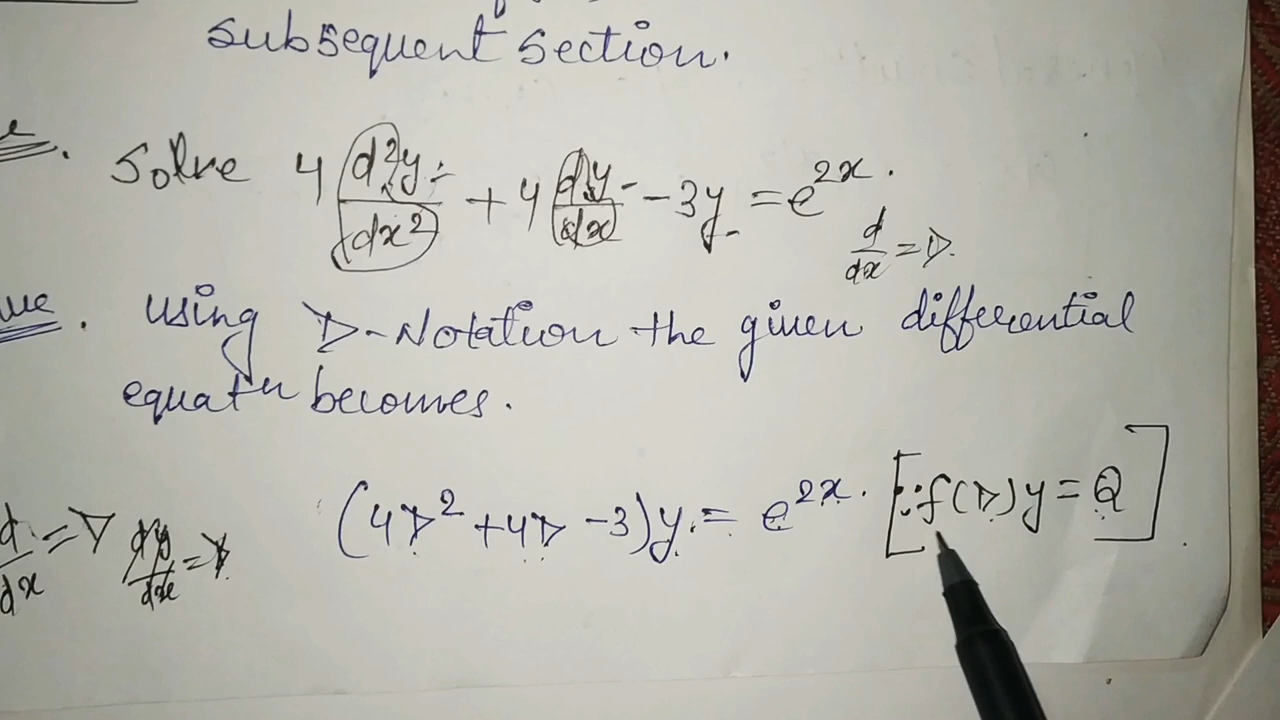 subsequent section.
Solve 4 d²y/dx² + 4 dy/dx - 3y = e^2x.
d/dx = D.
using D-Notation the given differential
equatn becomes.
(4D² + 4D - 3)y = e^2x. [∵ f(D)y = Q]
d/dx = D dy/dx =